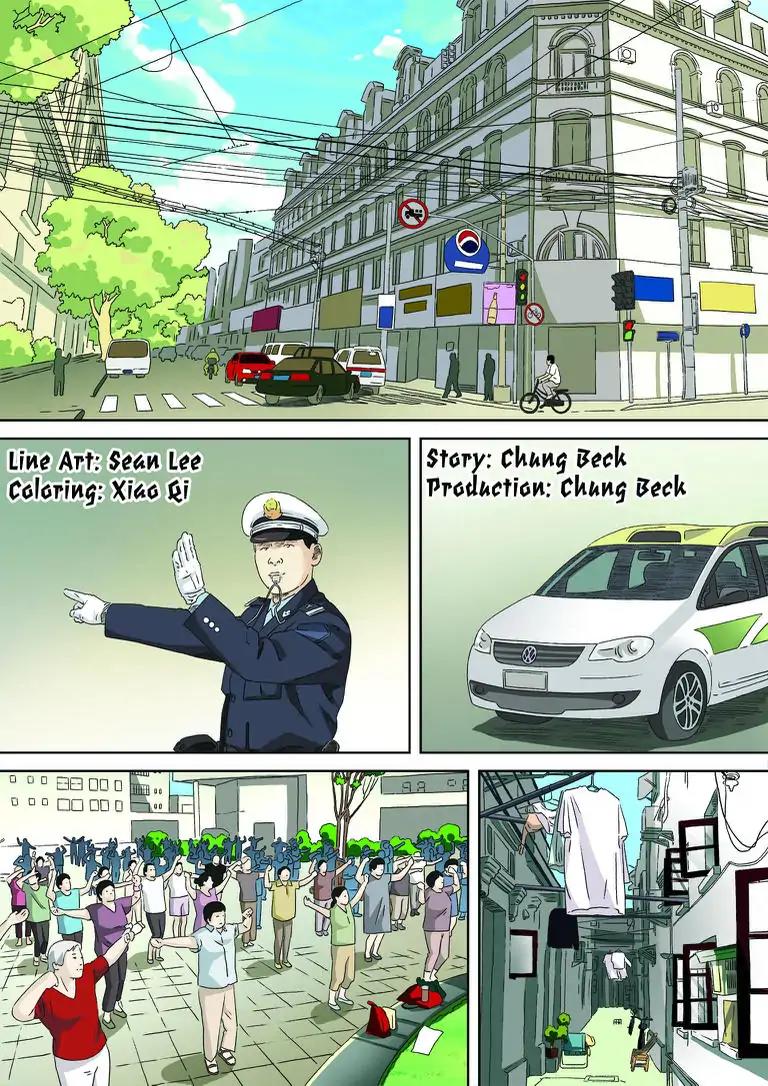 Line Art: Sean Lee
Coloring: Xiao Qi
Story: Chung Beck
Production: Chung Beck